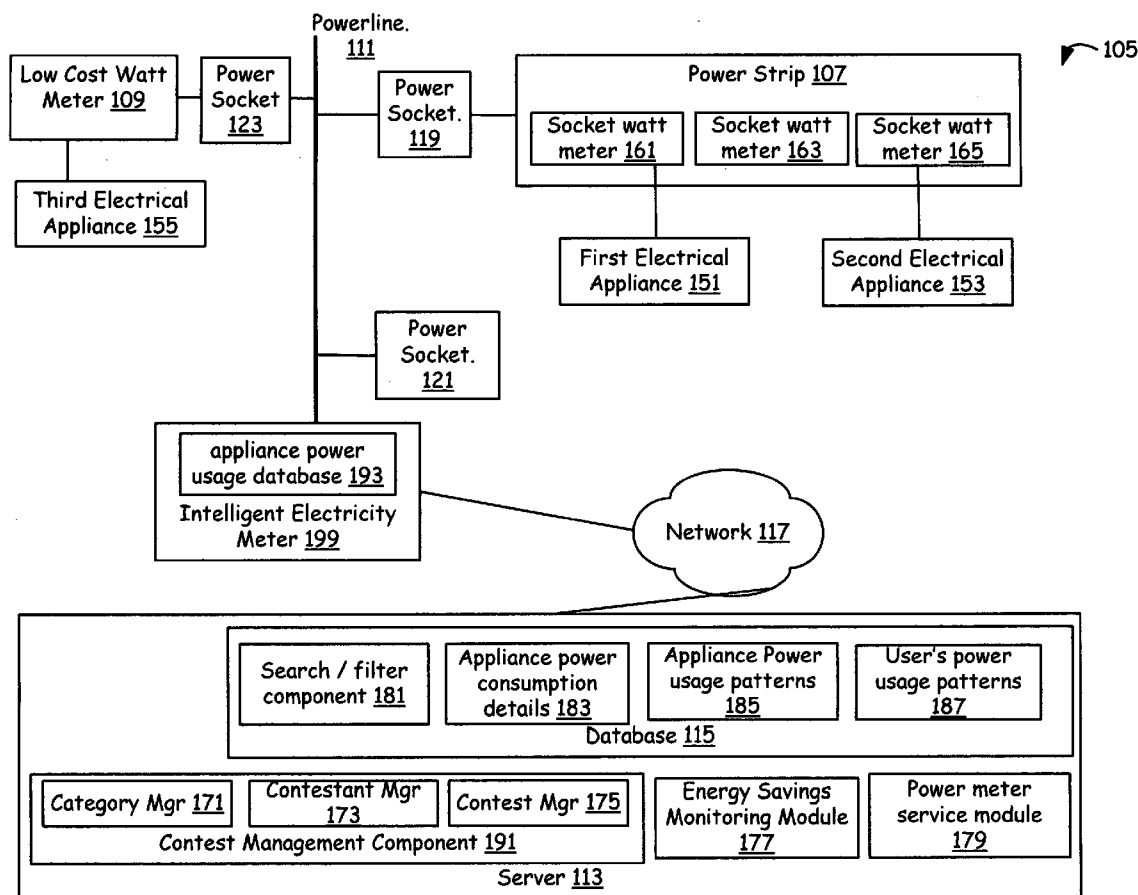 Powerline.
111
105
Low Cost Watt
Meter 109
Power
Socket
123
Power
Socket.
119
Power Strip 107
Socket watt
meter 161
Socket watt
meter 163
Socket watt
meter 165
Third Electrical
Appliance 155
First Electrical
Appliance 151
Second Electrical
Appliance 153
Power
Socket.
121
appliance power
usage database 193
Intelligent Electricity
Meter 199
Network 117
Search / filter
component 181
Appliance power
consumption
details 183
Appliance Power
usage patterns
185
User's power
usage patterns
187
Database 115
Category Mgr 171
Contestant Mgr
173
Contest Mgr 175
Contest Management Component 191
Energy Savings
Monitoring Module
177
Power meter
service module
179
Server 113